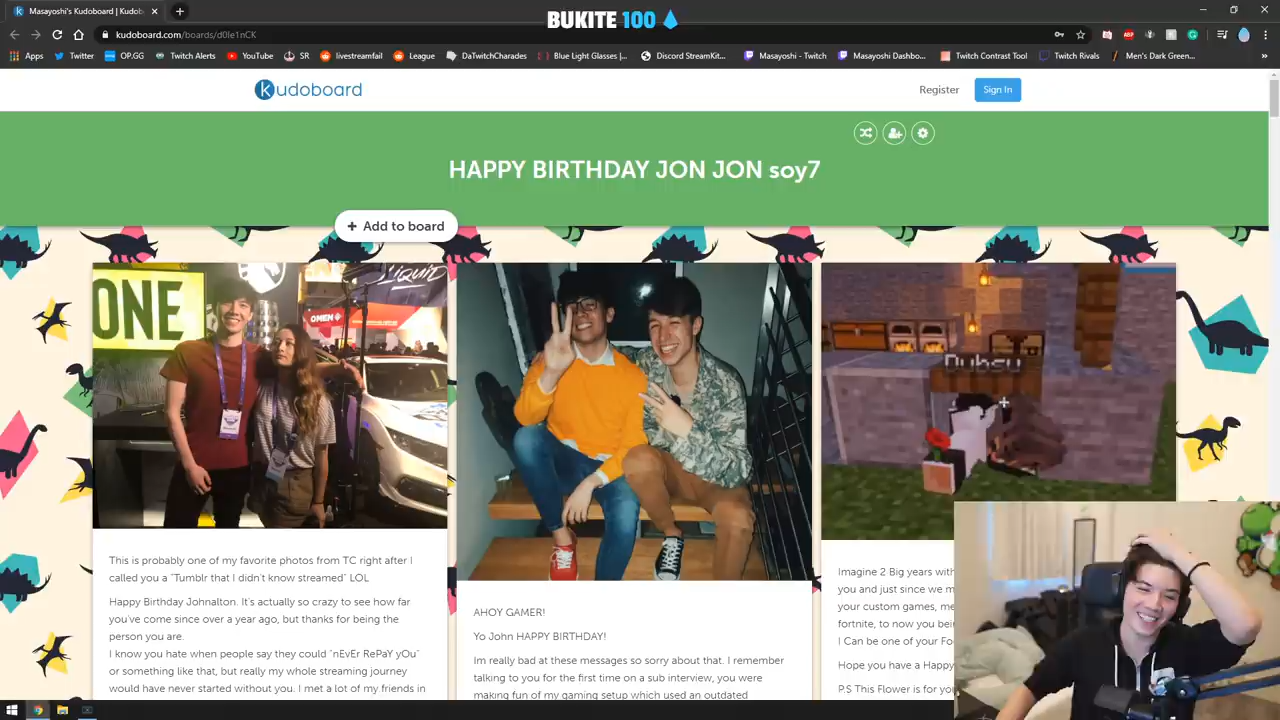 Masayoshi's Kudoboard | Kudob
BUKITE 100
kudoboard.com/boards/d0le1nCK
Apps
Twitter
OP.GG
Twitch Alerts
YouTube
SR
livestreamfail
League
DaTwitchCharades
Blue Light Glasses |...
Discord StreamKit...
Masayoshi - Twitch
Masayoshi Dashbo...
Twitch Contrast Tool
Twitch Rivals
Men's Dark Green...
kudoboard
Register
Sign In
HAPPY BIRTHDAY JON JON soy7
+ Add to board
ONE
LIQUID
OMEN
Dubsu
This is probably one of my favorite photos from TC right after I
called you a "Tumblr that I didn't know streamed" LOL
Happy Birthday Johnalton. It's actually so crazy to see how far
you've come since over a year ago, but thanks for being the
person you are.
I know you hate when people say they could "nEvEr RePaY yOu"
or something like that, but really my whole streaming journey
would have never started without you. I met a lot of my friends in
AHOY GAMER!
Yo John HAPPY BIRTHDAY!
Im really bad at these messages so sorry about that. I remember
talking to you for the first time on a sub interview, you were
making fun of my gaming setup which used an outdated
Imagine 2 Big years with
you and just since we m
your custom games, me
fortnite, to now you bein
I Can be one of your Fo
Hope you have a Happy
P.S This Flower is for yo